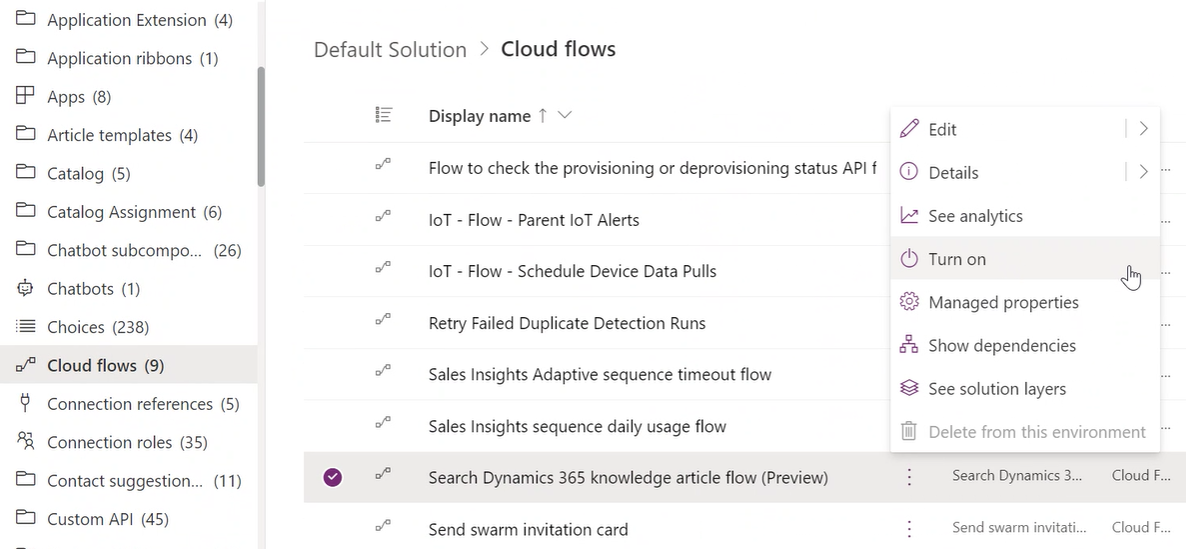 Application Extension (4)
Application ribbons (1)
Apps (8)
Article templates (4)
Catalog (5)
Catalog Assignment (6)
Chatbot subcompo... (26)
Chatbots (1)
Choices (238)
Cloud flows (9)
Connection references (5)
Connection roles (35)
Contact suggestion... (11)
Custom API (45)
Default Solution > Cloud flows
Display name ↑
Flow to check the provisioning or deprovisioning status API f
IoT - Flow - Parent IoT Alerts
IoT - Flow - Schedule Device Data Pulls
Retry Failed Duplicate Detection Runs
Sales Insights Adaptive sequence timeout flow
Sales Insights sequence daily usage flow
Search Dynamics 365 knowledge article flow (Preview) Search Dynamics 3... Cloud F...
Send swarm invitation card Send swarm invitati... Cloud F...
Edit
Details
See analytics
Turn on
Managed properties
Show dependencies
See solution layers
Delete from this environment